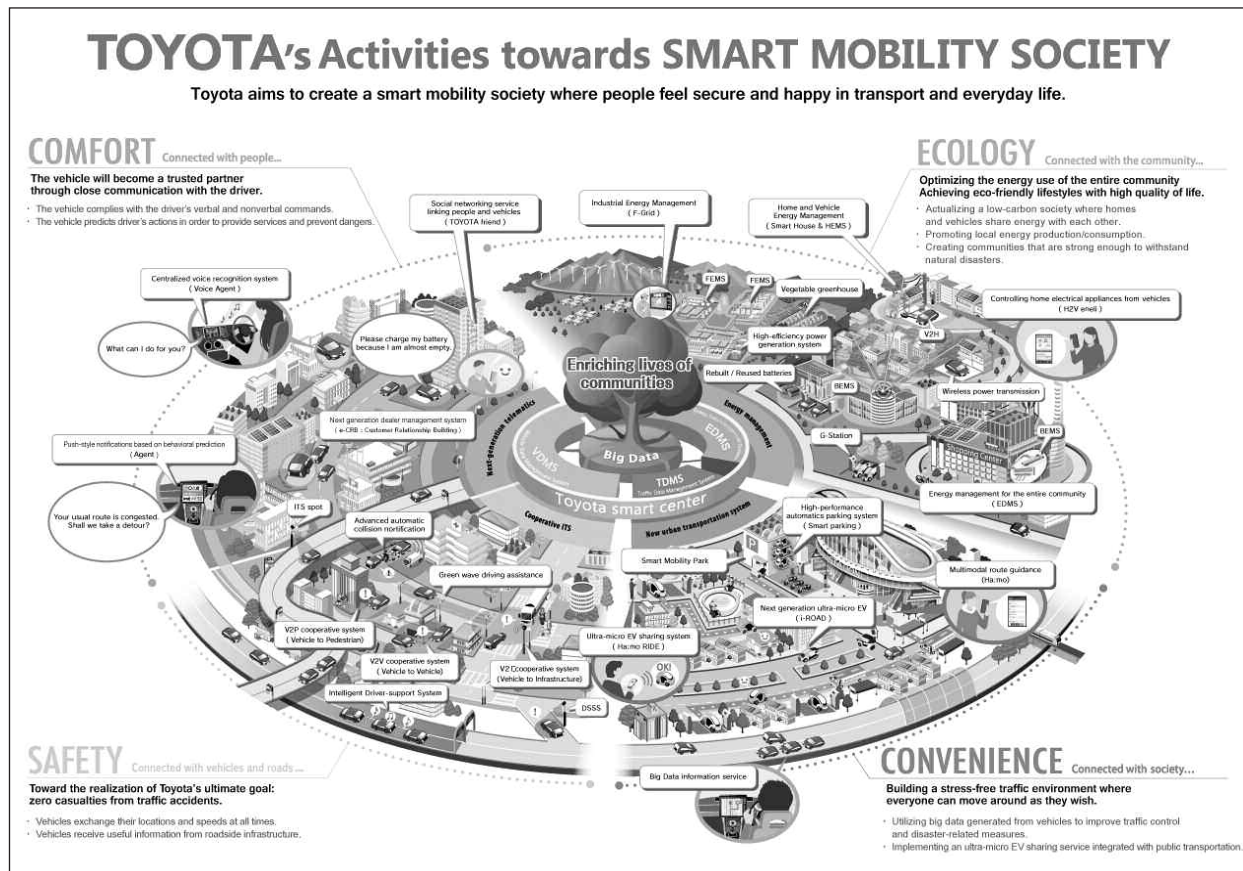 TOYOTA's Activities towards SMART MOBILITY SOCIETY
Toyota aims to create a smart mobility society where people feel secure and happy in transport and everyday life.
COMFORT Connected with people...
The vehicle will become a trusted partner
through close communication with the driver.
· The vehicle complies with the driver's verbal and nonverbal commands.
· The vehicle predicts driver's actions in order to provide services and prevent dangers.
ECOLOGY Connected with the community...
Optimizing the energy use of the entire community
Achieving eco-friendly lifestyles with high quality of life.
· Actualizing a low-carbon society where homes
and vehicles share energy with each other.
· Promoting local energy production/consumption.
· Creating communities that are strong enough to withstand
natural disasters.
Social networking service
linking people and vehicles
( TOYOTA friend )
Industrial Energy Management
( F-Grid )
Home and Vehicle
Energy Management
( Smart House & HEMS )
Centralized voice recognition system
( Voice Agent )
What can I do for you?
Please charge my battery
because I am almost empty.
FEMS
FEMS
Vegetable greenhouse
Controlling home electrical appliances from vehicles
( H2V eneli )
V2H
High-efficiency power
generation system
Enriching lives of
communities
Rebuilt / Reused batteries
BEMS
Wireless power transmission
Next generation dealer management system
( e-CRB : Customer Relationship Building )
Next-generation telematics
Energy management
Push-style notifications based on behavioral prediction
( Agent )
VDMS
Big Data
EDMS
G-Station
BEMS
Shopping Center
TDMS
Traffic Data Management System
Toyota smart center
Energy management for the entire community
( EDMS )
Your usual route is congested.
Shall we take a detour?
ITS spot
Advanced automatic
collision nortification
Cooperative ITS
New urban transportation system
High-performance
automatics parking system
( Smart parking )
P
Smart Mobility Park
Green wave driving assistance
Multimodal route guidance
(Ha:mo)
Next generation ultra-micro EV
( i-ROAD )
V2P cooperative system
( Vehicle to Pedestrian)
Ultra-micro EV sharing system
( Ha:mo RIDE )
OK!
V2V cooperative system
( Vehicle to Vehicle)
V2 Ccooperative system
(Vehicle to Infrastructure)
Intelligent Driver-support System
DSSS
SAFETY Connected with vehicles and roads ...
Toward the realization of Toyota's ultimate goal:
zero casualties from traffic accidents.
· Vehicles exchange their locations and speeds at all times.
· Vehicles receive useful information from roadside infrastructure.
Big Data information service
CONVENIENCE Connected with society...
Building a stress-free traffic environment where
everyone can move around as they wish.
· Utilizing big data generated from vehicles to improve traffic control
and disaster-related measures.
· Implementing an ultra-micro EV sharing service integrated with public transportation.